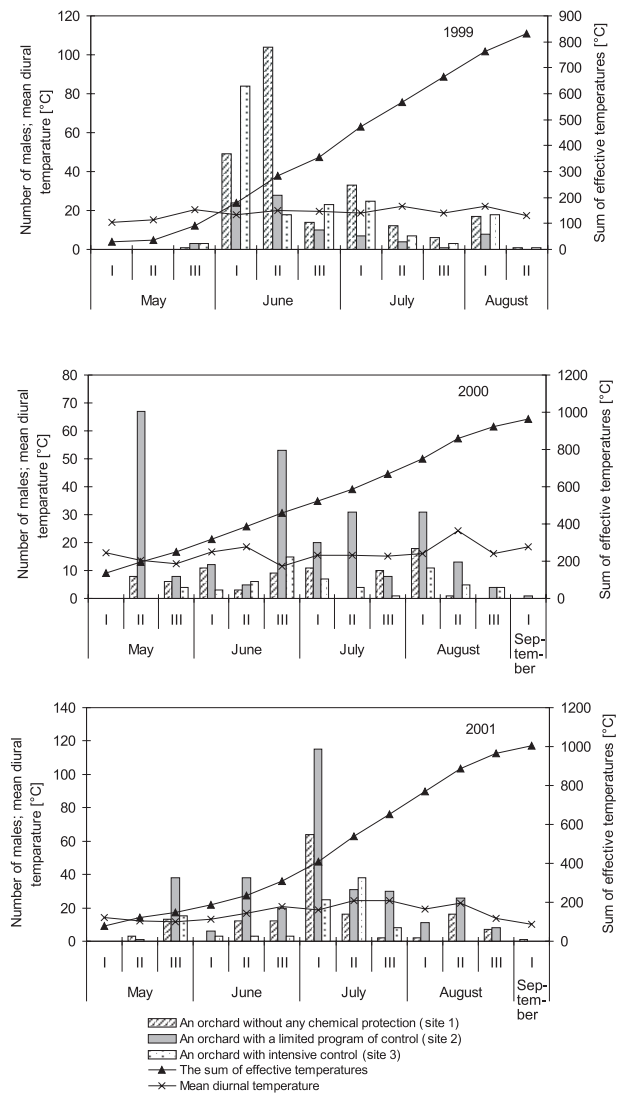 1999
Number of males; mean diural
temparature [°C]
Sum of effective temperatures [°C]
120
100
80
60
40
20
0
900
800
700
600
500
400
300
200
100
0
I II III I II III I II III I II
May June July August
2000
Number of males; mean diural
temparature [°C]
Sum of effective temperatures [°C]
80
70
60
50
40
30
20
10
0
1200
1000
800
600
400
200
0
I II III I II III I II III I II III I
May June July August Sep-
tem-
ber
2001
Number of males; mean diural
temparature [°C]
Sum of effective temperatures [°C]
140
120
100
80
60
40
20
0
1200
1000
800
600
400
200
0
I II III I II III I II III I II III I
May June July August Sep-
tem-
ber
An orchard without any chemical protection (site 1)
An orchard with a limited program of control (site 2)
An orchard with intensive control (site 3)
The sum of effective temperatures
Mean diurnal temperature